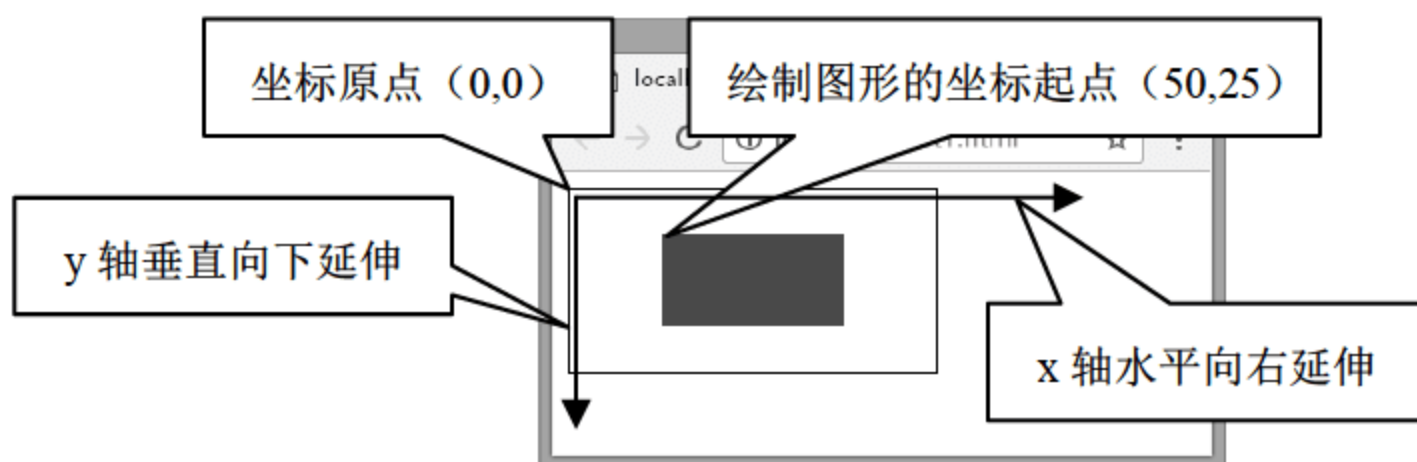 坐标原点（0,0）
locall
绘制图形的坐标起点（50,25）
y 轴垂直向下延伸
x 轴水平向右延伸